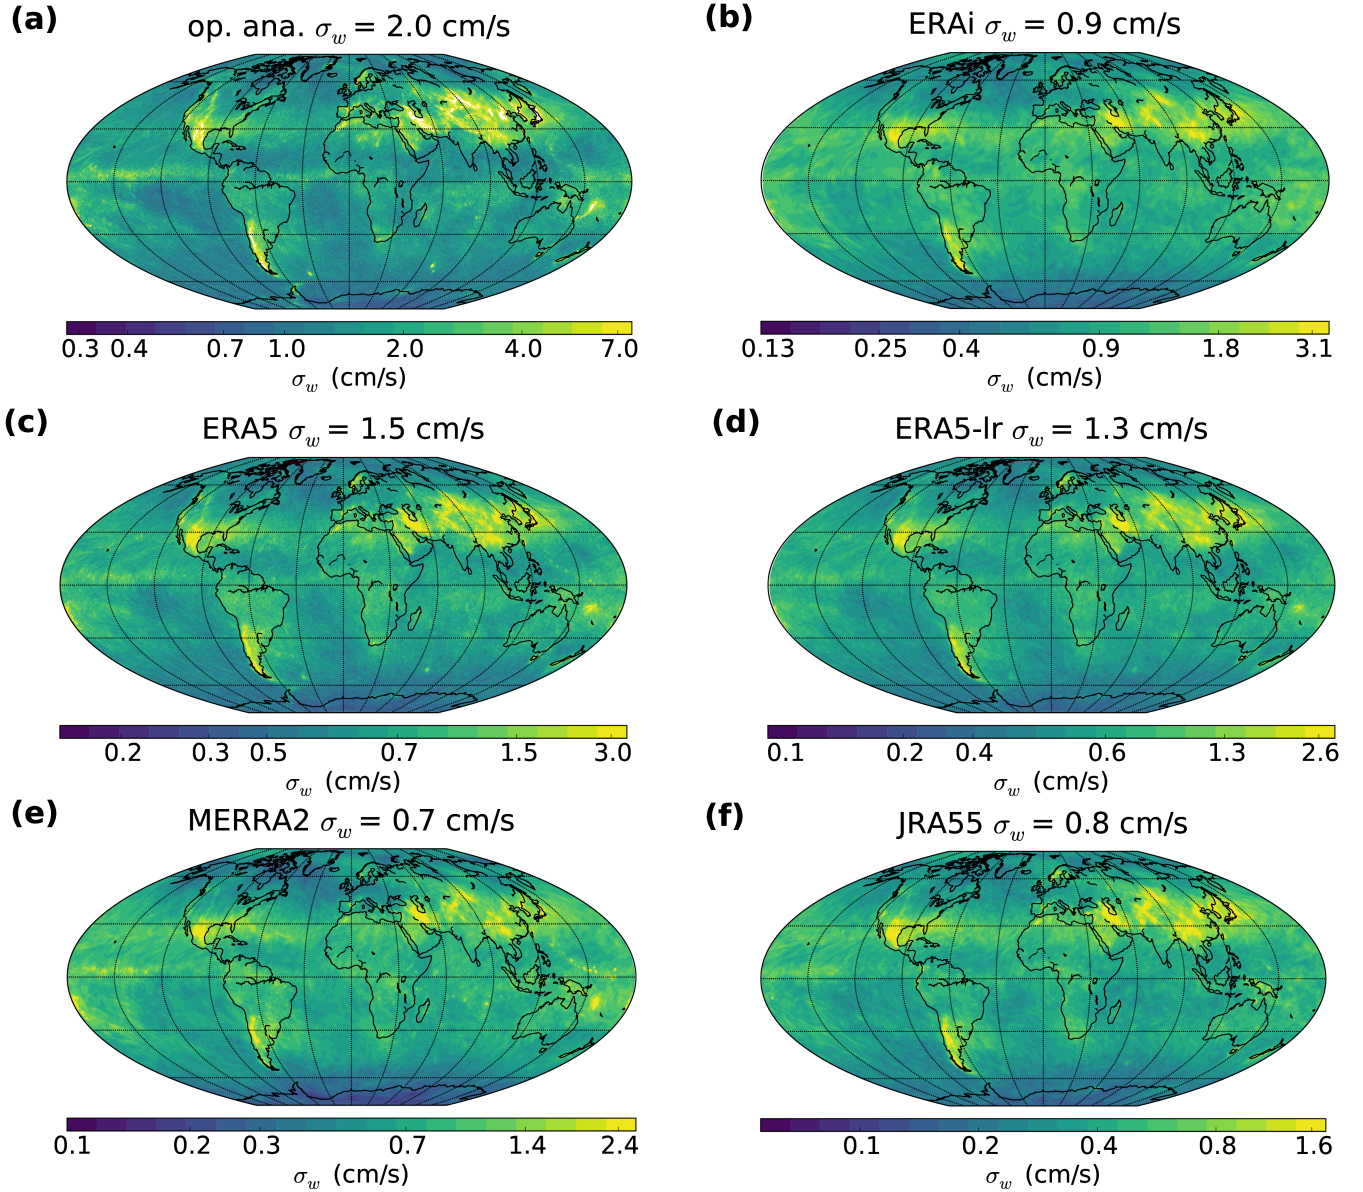 (a)
op. ana. σw = 2.0 cm/s
0.3 0.4 0.7 1.0 2.0 4.0 7.0
σw (cm/s)
(b)
ERAi σw = 0.9 cm/s
0.13 0.25 0.4 0.9 1.8 3.1
σw (cm/s)
(c)
ERA5 σw = 1.5 cm/s
0.2 0.3 0.5 0.7 1.5 3.0
σw (cm/s)
(d)
ERA5-lr σw = 1.3 cm/s
0.1 0.2 0.4 0.6 1.3 2.6
σw (cm/s)
(e)
MERRA2 σw = 0.7 cm/s
0.1 0.2 0.3 0.7 1.4 2.4
σw (cm/s)
(f)
JRA55 σw = 0.8 cm/s
0.1 0.2 0.4 0.8 1.6
σw (cm/s)